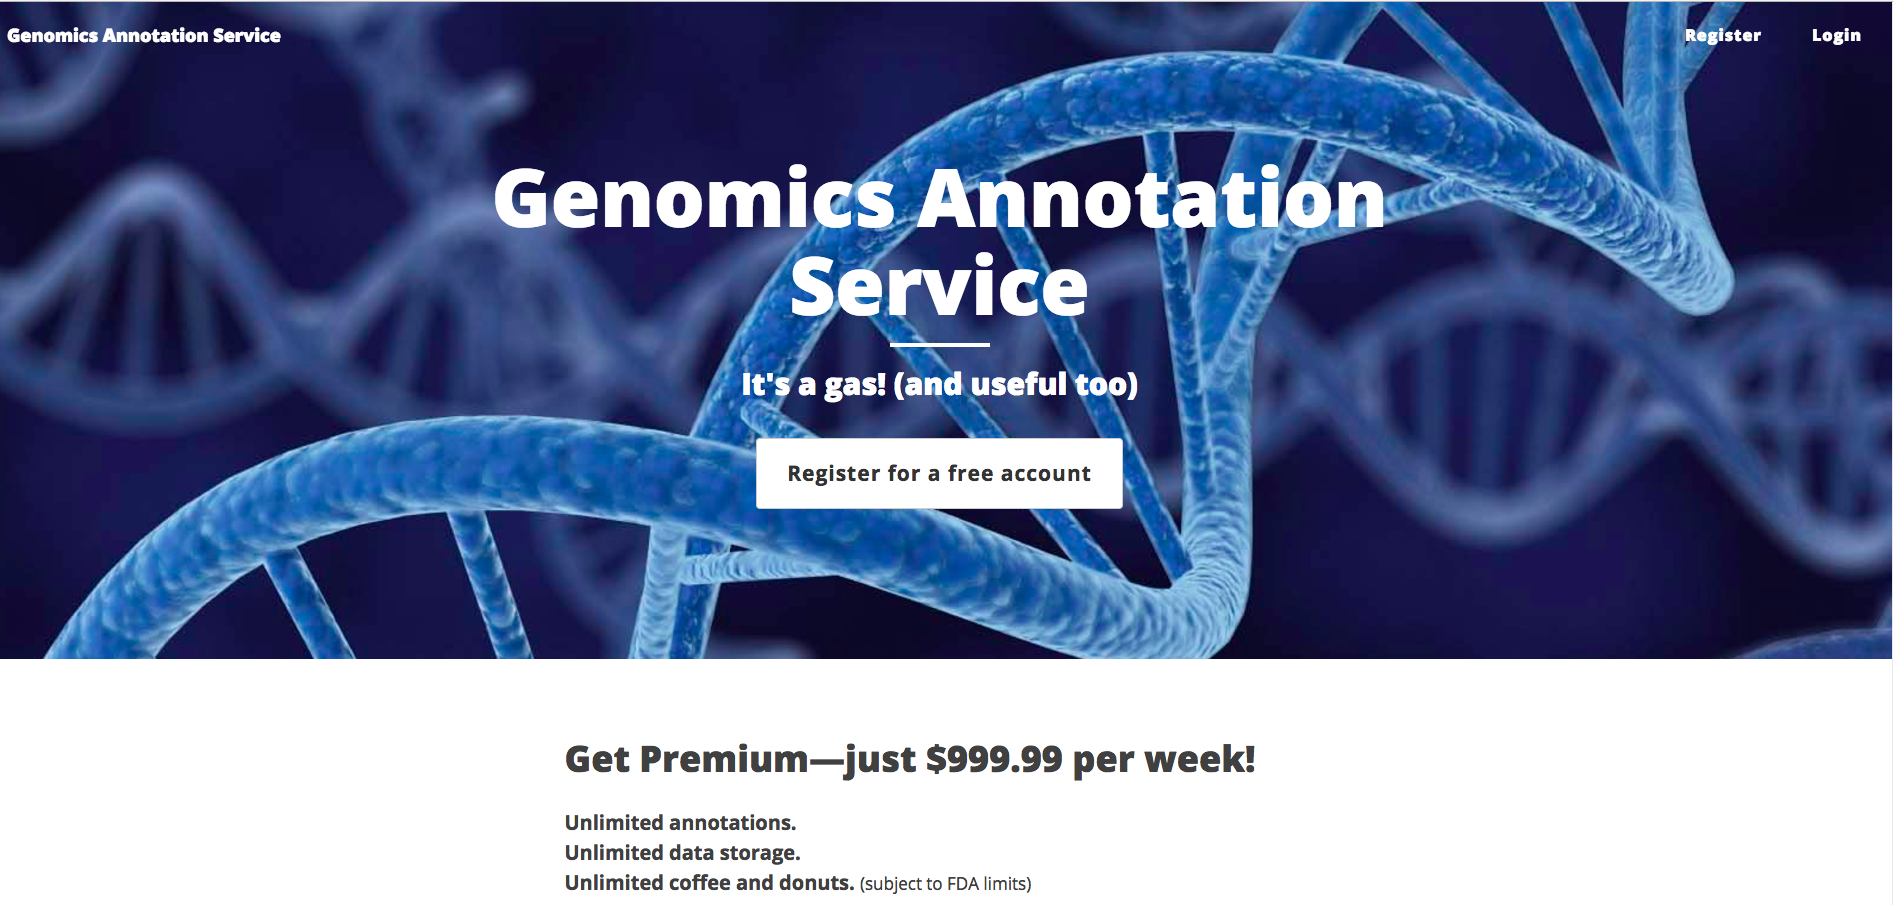 Genomics Annotation Service
Register
Login
Genomics Annotation
Service
It's a gas! (and useful too)
Register for a free account
Get Premium—just $999.99 per week!
Unlimited annotations.
Unlimited data storage.
Unlimited coffee and donuts. (subject to FDA limits)